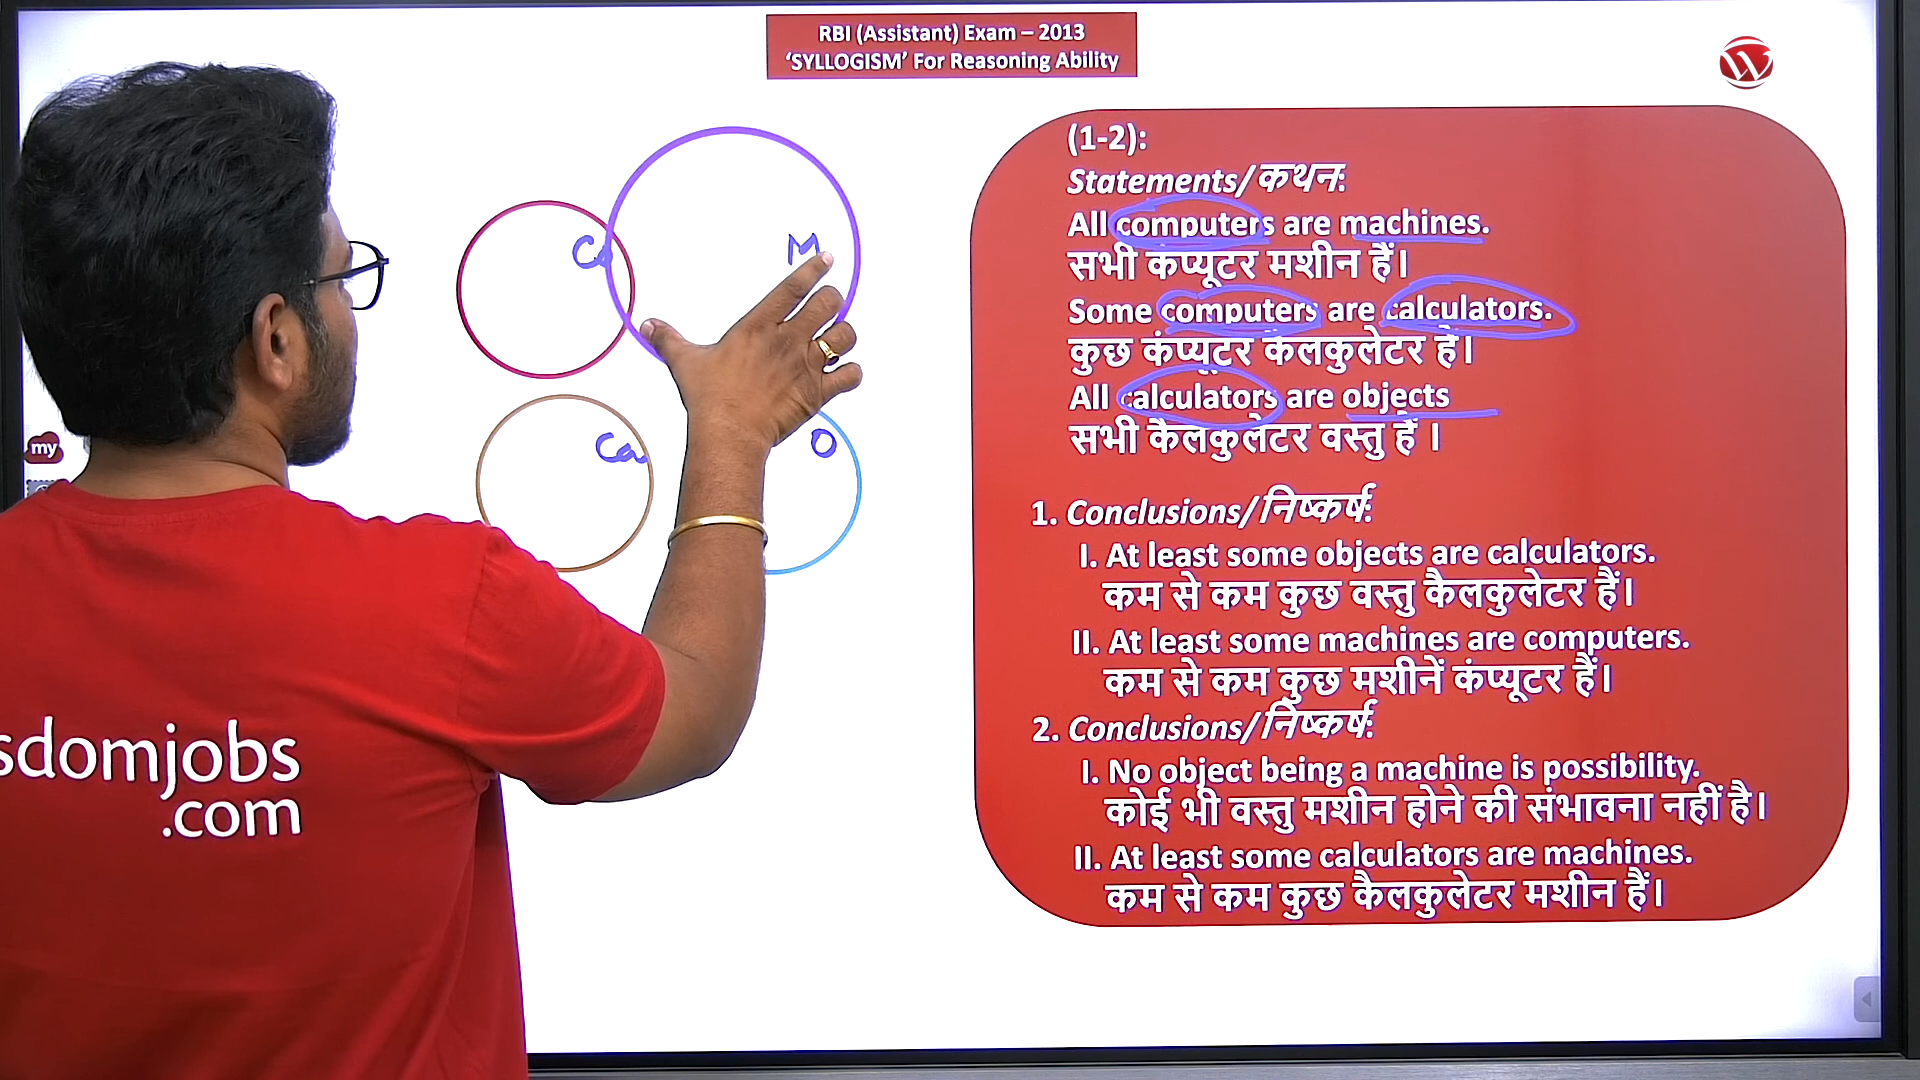 RBI (Assistant) Exam – 2013
‘SYLLOGISM’ For Reasoning Ability
(1-2):
Statements/कथन:
All computers are machines.
सभी कंप्यूटर मशीन हैं।
Some computers are calculators.
कुछ कंप्यूटर कैलकुलेटर हैं।
All calculators are objects
सभी कैलकुलेटर वस्तु हैं ।
1. Conclusions/निष्कर्ष:
I. At least some objects are calculators.
कम से कम कुछ वस्तु कैलकुलेटर हैं।
II. At least some machines are computers.
कम से कम कुछ मशीनें कंप्यूटर हैं।
2. Conclusions/निष्कर्ष:
I. No object being a machine is possibility.
कोई भी वस्तु मशीन होने की संभावना नहीं है।
II. At least some calculators are machines.
कम से कम कुछ कैलकुलेटर मशीन हैं।
M
Ca
O
my
sdomjobs
.com
W